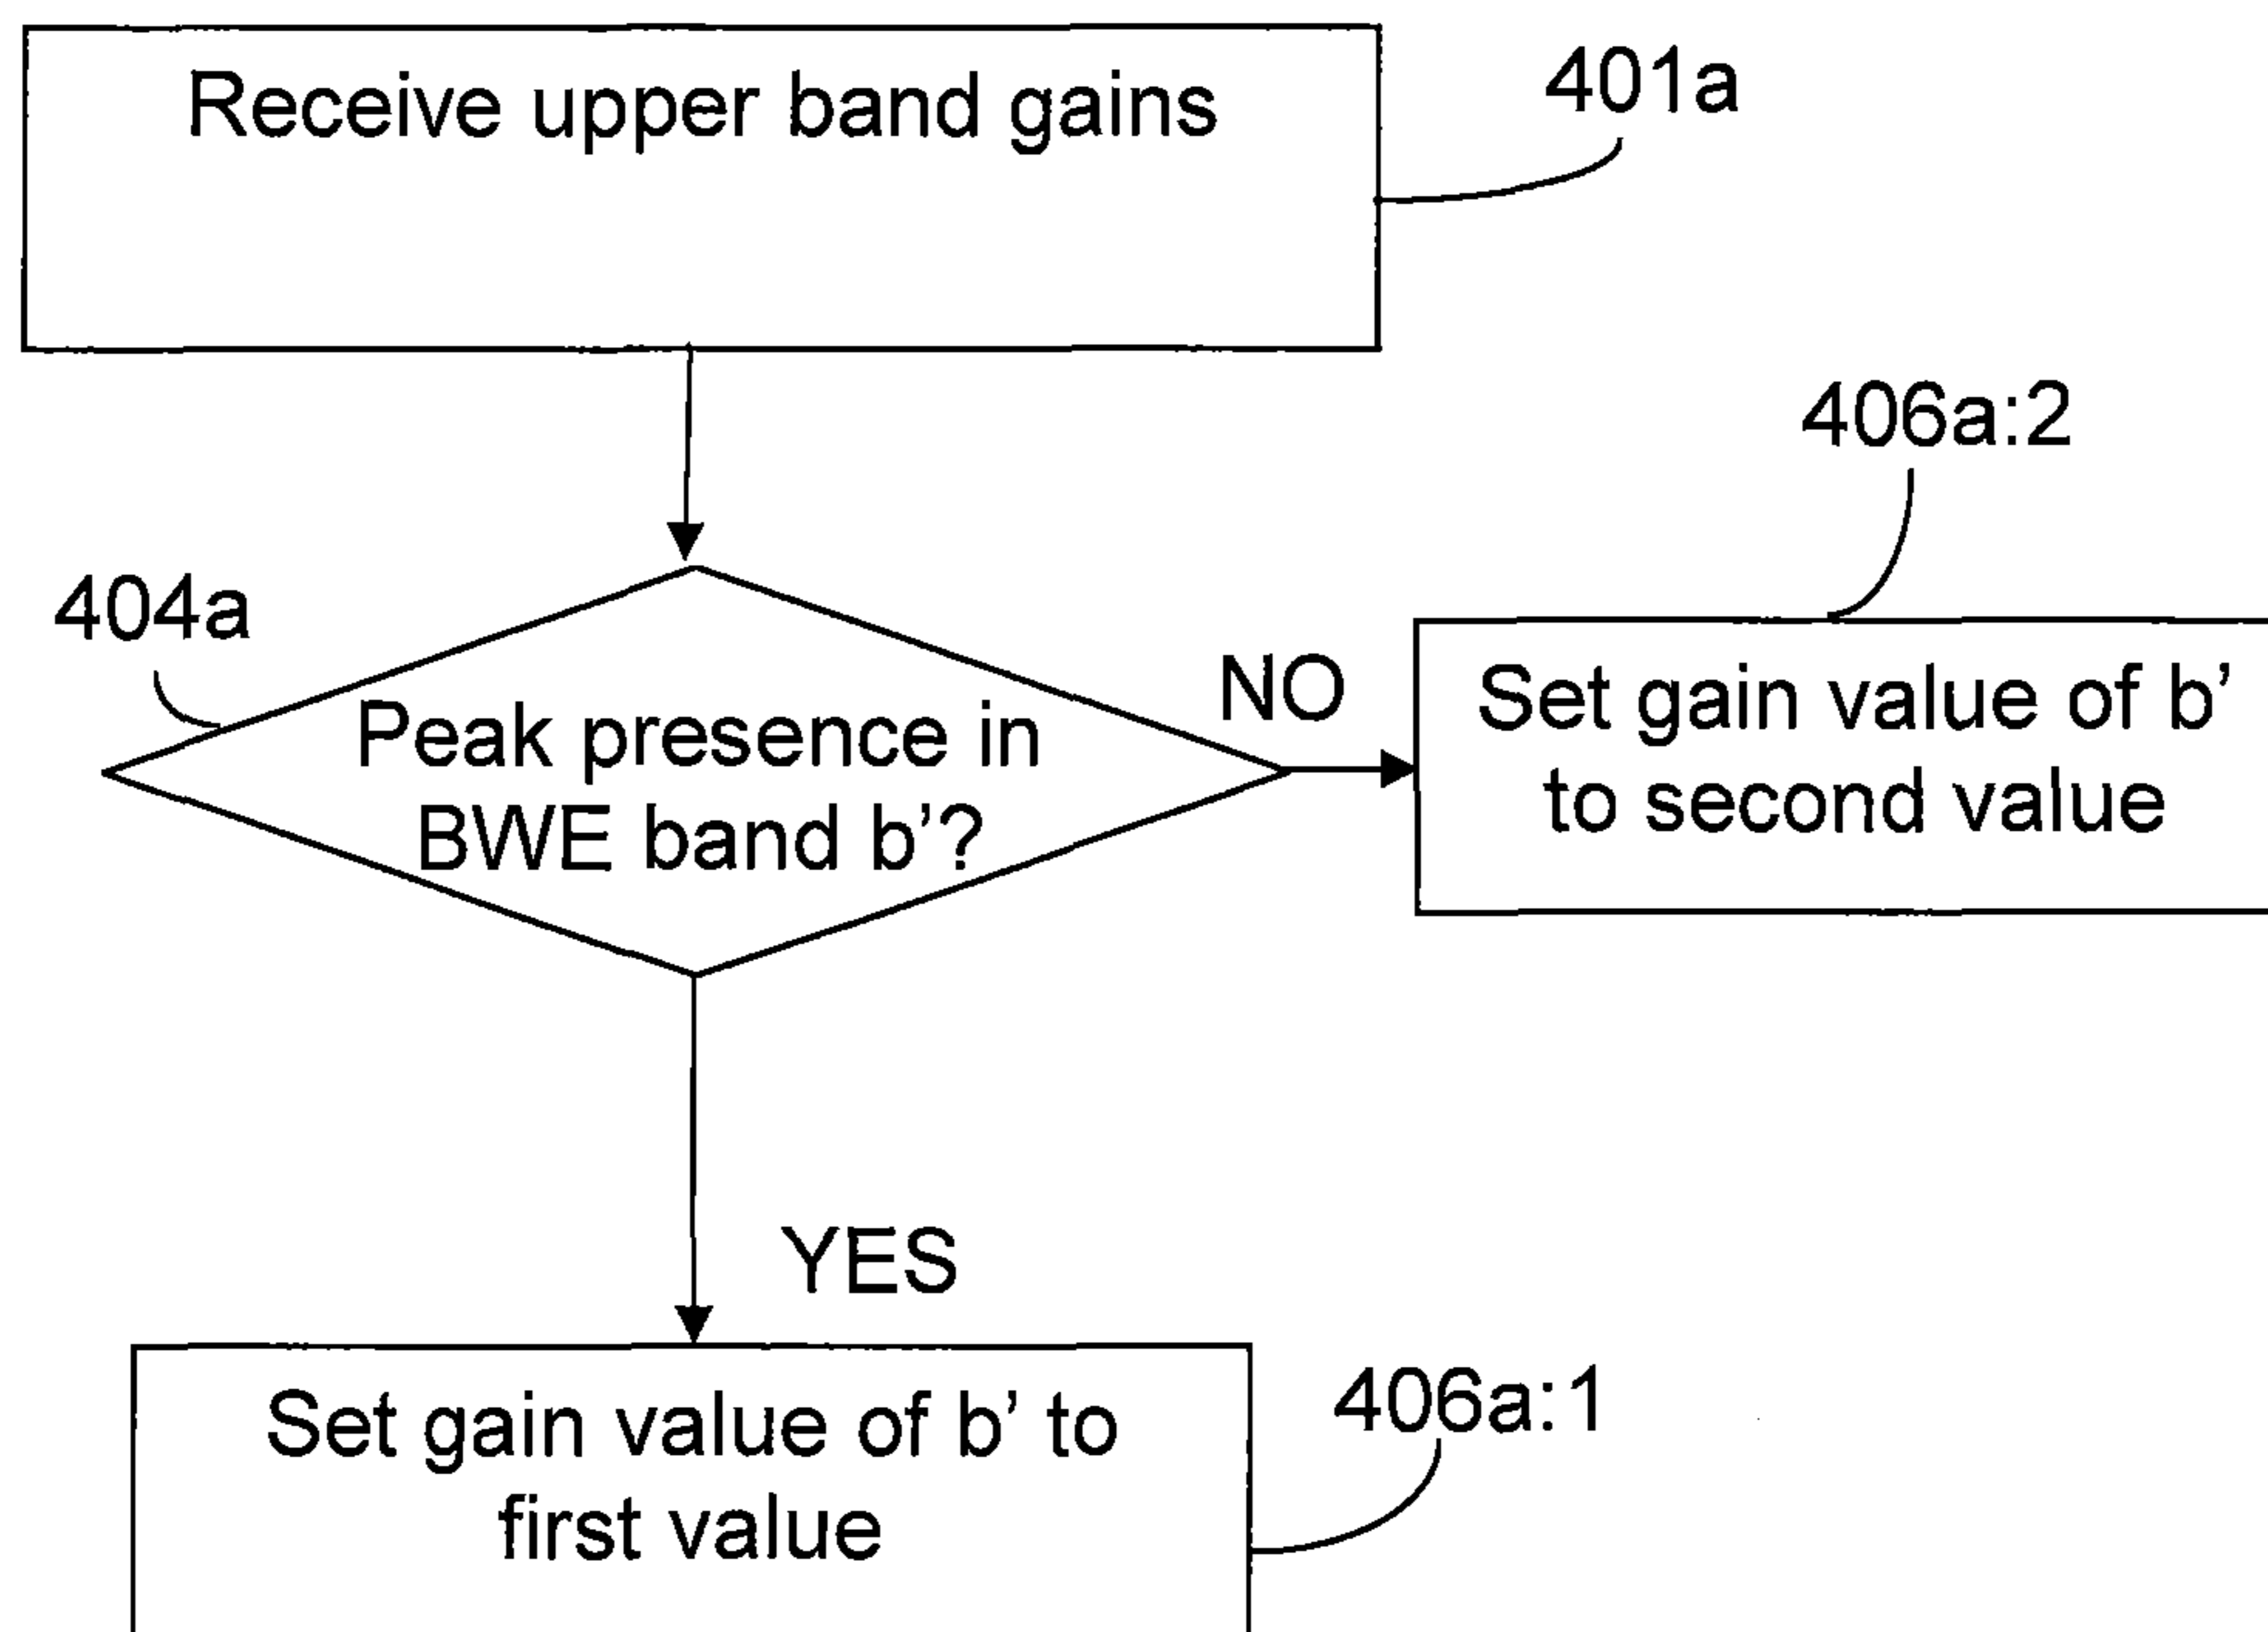 Receive upper band gains
401a
406a:2
404a
Peak presence in
BWE band b'?
NO
Set gain value of b'
to second value
YES
Set gain value of b' to
first value
406a:1